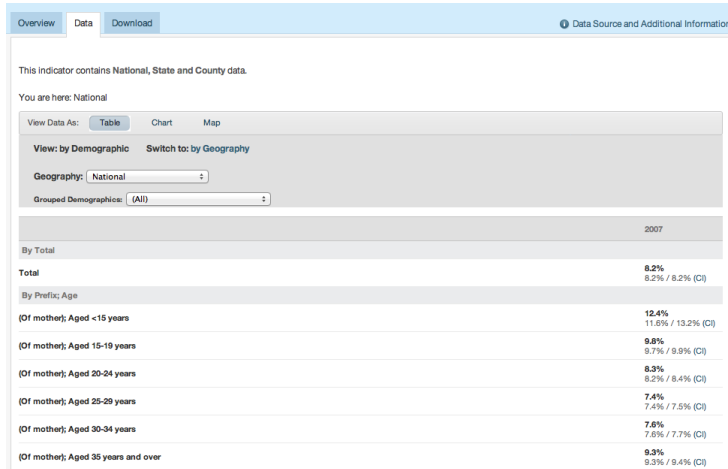 Overview Data Download Data Source and Additional Information
This indicator contains National, State and County data.
You are here: National
View Data As: Table Chart Map
View: by Demographic Switch to: by Geography
Geography: National
Grouped Demographics: (All)
2007
By Total
Total 8.2%
8.2% / 8.2% (CI)
By Prefix; Age
(Of mother); Aged <15 years 12.4%
11.6% / 13.2% (CI)
(Of mother); Aged 15-19 years 9.8%
9.7% / 9.9% (CI)
(Of mother); Aged 20-24 years 8.3%
8.2% / 8.4% (CI)
(Of mother); Aged 25-29 years 7.4%
7.4% / 7.5% (CI)
(Of mother); Aged 30-34 years 7.6%
7.6% / 7.7% (CI)
(Of mother); Aged 35 years and over 9.3%
9.3% / 9.4% (CI)